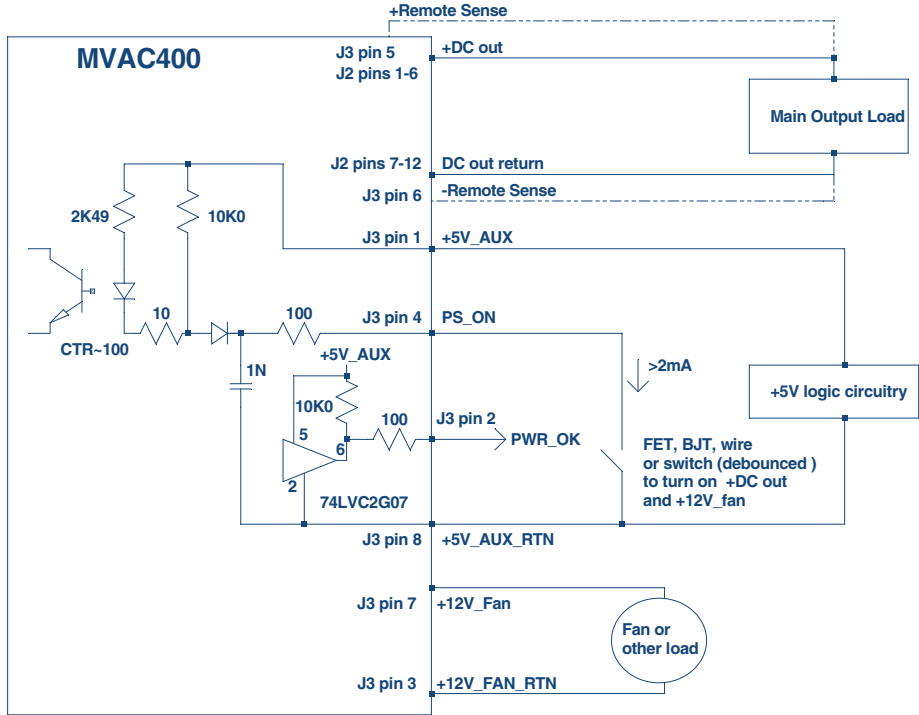 +Remote Sense
MVAC400
J3 pin 5
+DC out
J2 pins 1-6
Main Output Load
J2 pins 7-12
DC out return
J3 pin 6
-Remote Sense
2K49
10K0
J3 pin 1
+5V_AUX
10
100
J3 pin 4
PS_ON
CTR~100
+5V_AUX
1N
>2mA
+5V logic circuitry
10K0
100
J3 pin 2
5
6
PWR_OK
2
FET, BJT, wire
or switch (debounced )
to turn on +DC out
and +12V_fan
74LVC2G07
J3 pin 8
+5V_AUX_RTN
J3 pin 7
+12V_Fan
Fan or
other load
J3 pin 3
+12V_FAN_RTN